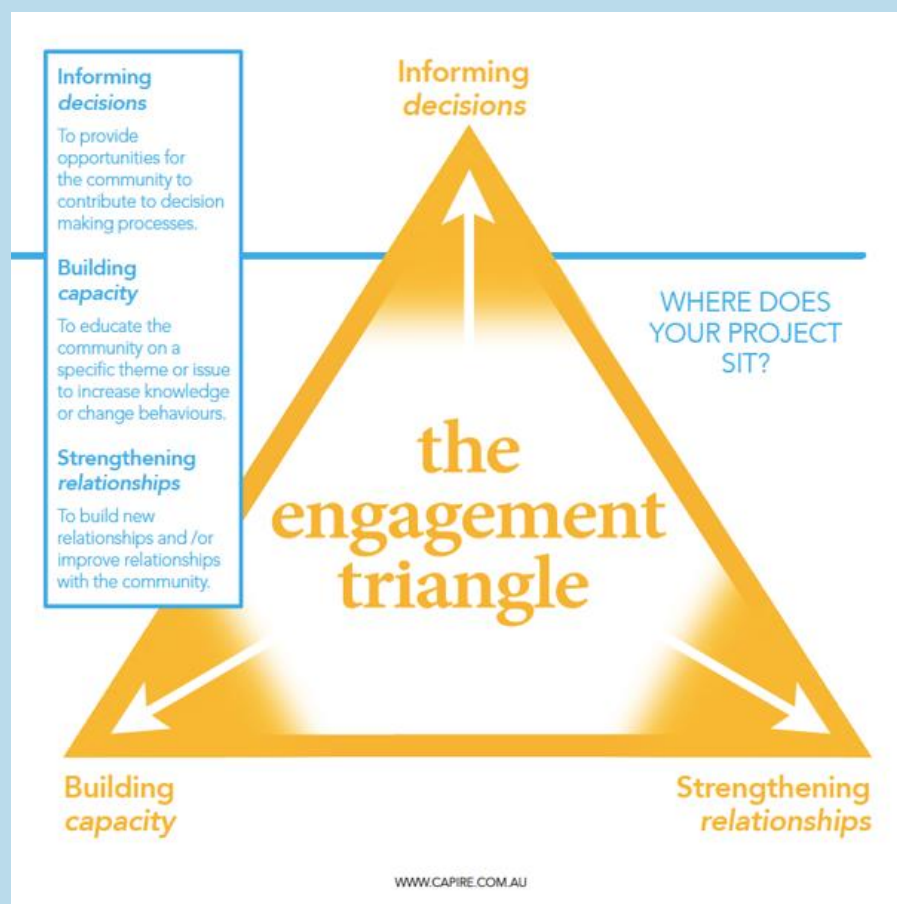 Informing
decisions
To provide
opportunities for
the community to
contribute to decision
making processes.
Building
capacity
To educate the
community on a
specific theme or issue
to increase knowledge
or change behaviours.
Strengthening
relationships
To build new
relationships and /or
improve relationships
with the community.
Informing
decisions
WHERE DOES
YOUR PROJECT
SIT?
the
engagement
triangle
Building
capacity
Strengthening
relationships
WWW.CAPIRE.COM.AU